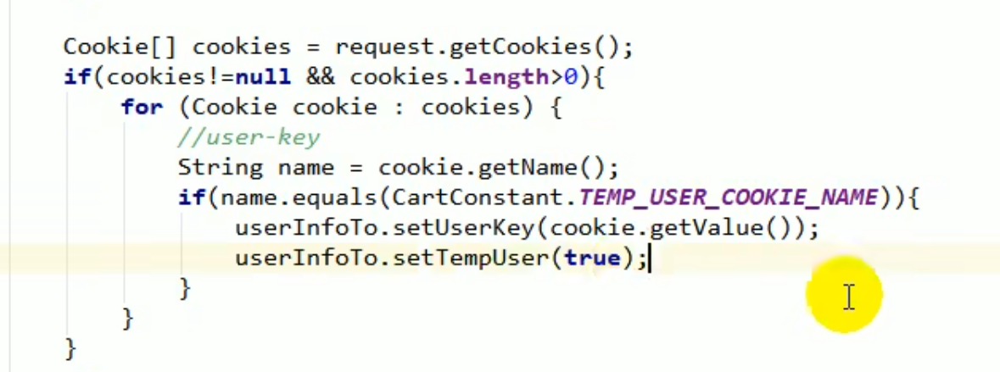 Cookie[] cookies = request.getCookies();
if(cookies!=null && cookies.length>0){
for (Cookie cookie : cookies) {
//user-key
String name = cookie.getName();
if(name.equals(CartConstant.TEMP_USER_COOKIE_NAME)){
userInfoTo.setUserKey(cookie.getValue());
userInfoTo.setTempUser(true);
}
}
}